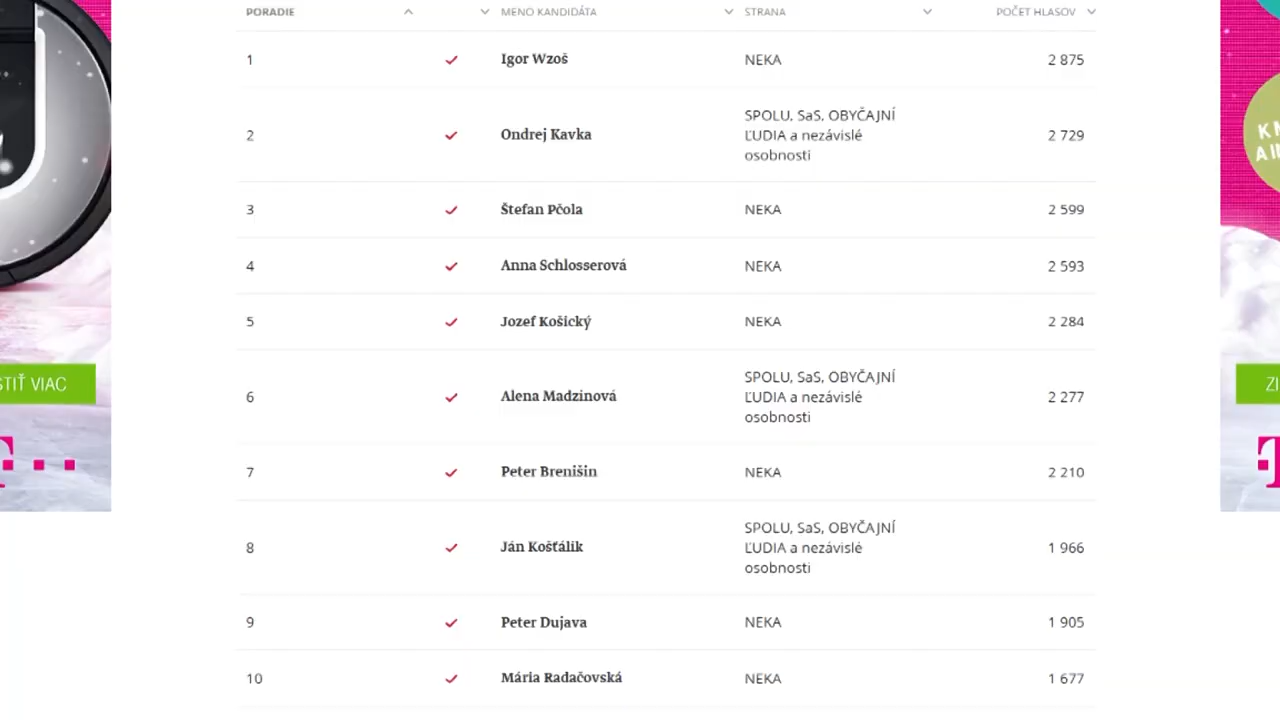 PORADIE MENO KANDIDÁTA STRANA POČET HLASOV
1 Igor Wzoš NEKA 2 875
2 Ondrej Kavka SPOLU, SaS, OBYČAJNÍ
ĽUDIA a nezávislé
osobnosti 2 729
3 Štefan Pčola NEKA 2 599
4 Anna Schlosserová NEKA 2 593
5 Jozef Košický NEKA 2 284
6 Alena Madzinová SPOLU, SaS, OBYČAJNÍ
ĽUDIA a nezávislé
osobnosti 2 277
7 Peter Brenišin NEKA 2 210
8 Ján Košťálik SPOLU, SaS, OBYČAJNÍ
ĽUDIA a nezávislé
osobnosti 1 966
9 Peter Dujava NEKA 1 905
10 Mária Radačovská NEKA 1 677
VIAC
T